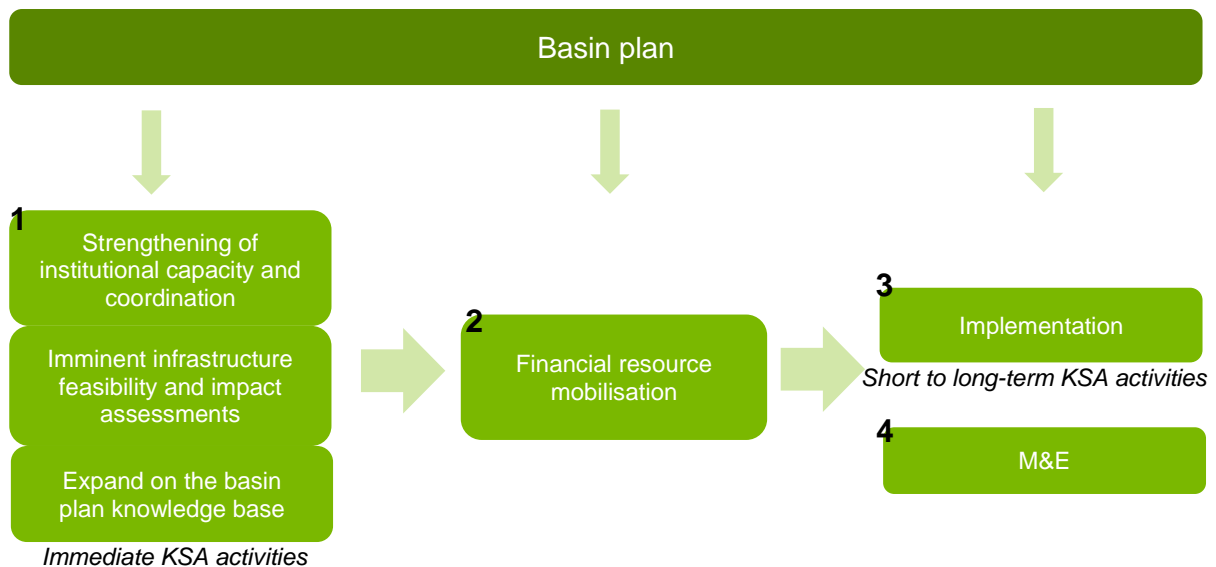 Basin plan
1
Strengthening of
institutional capacity and
coordination
Imminent infrastructure
feasibility and impact
assessments
Expand on the basin
plan knowledge base
Immediate KSA activities
2
Financial resource
mobilisation
3
Implementation
Short to long-term KSA activities
4
M&E